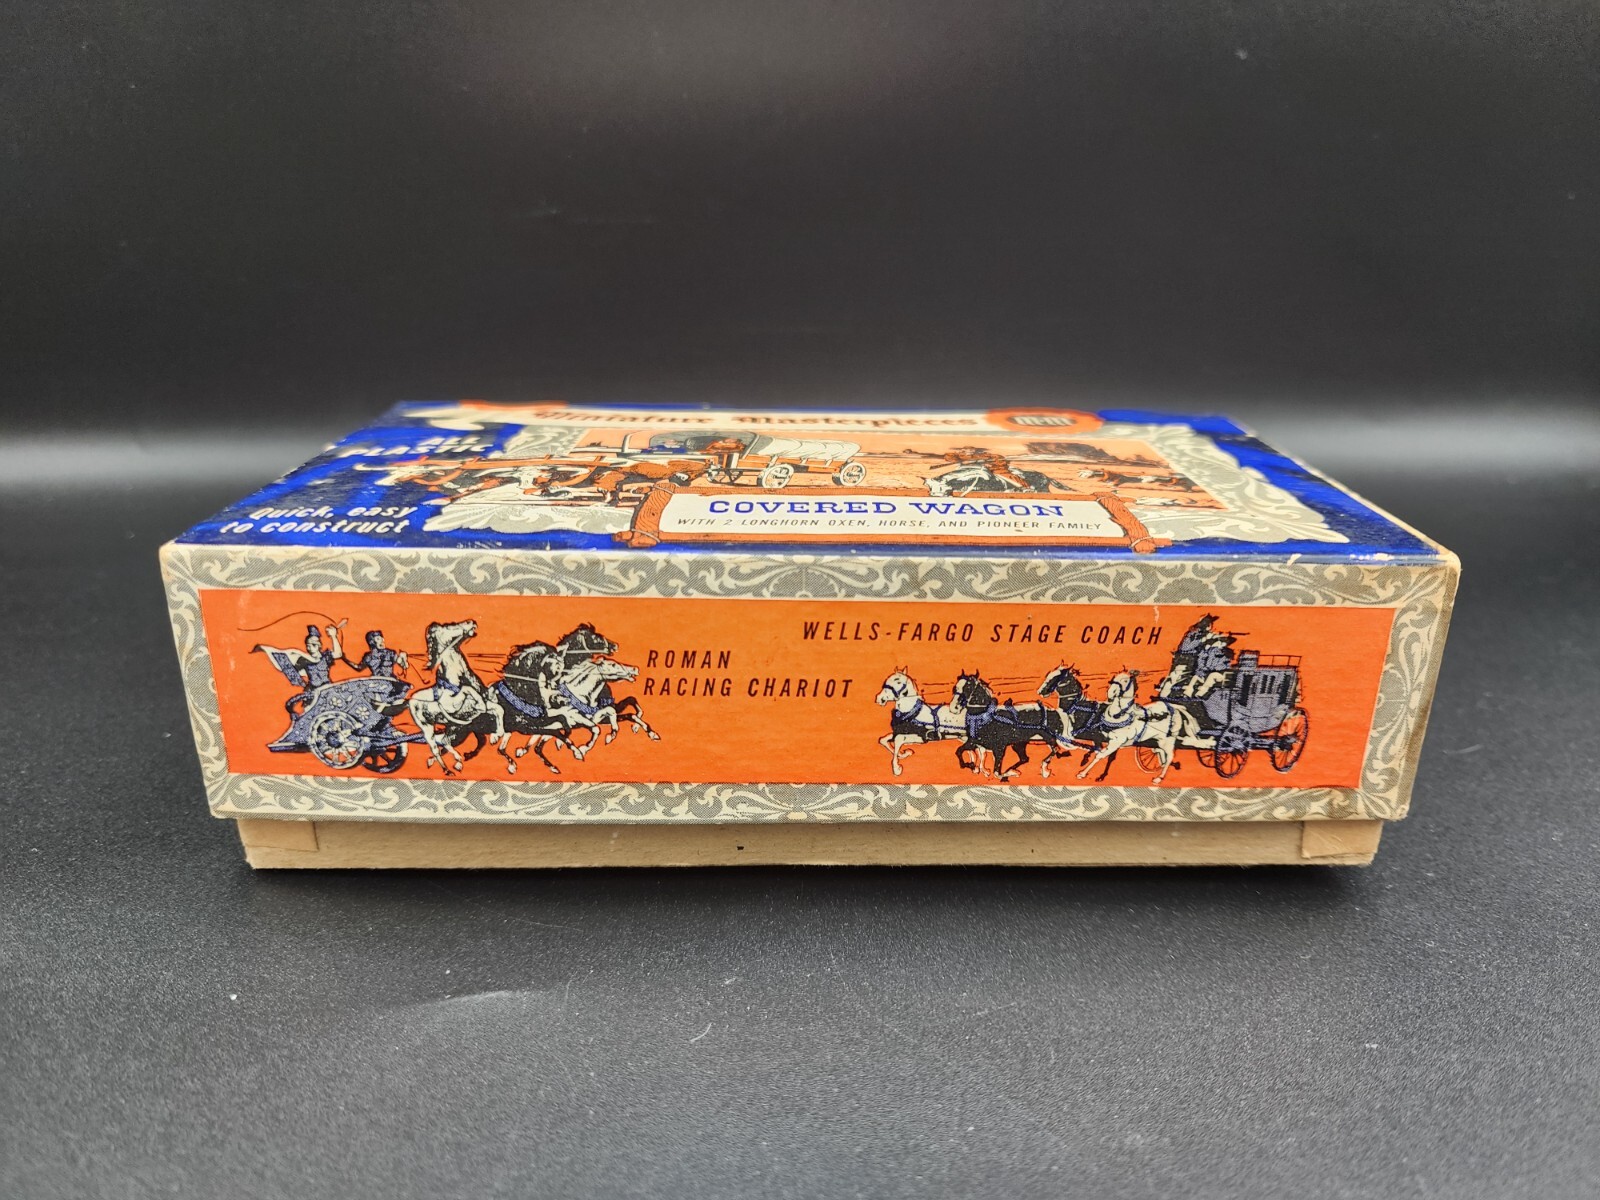 Miniature Masterpieces
MPM
ALL
PLASTIC
Quick, easy
to construct
COVERED WAGON
WITH 2 LONGHORN OXEN, HORSE, AND PIONEER FAMILY
ROMAN
RACING CHARIOT
WELLS-FARGO STAGE COACH